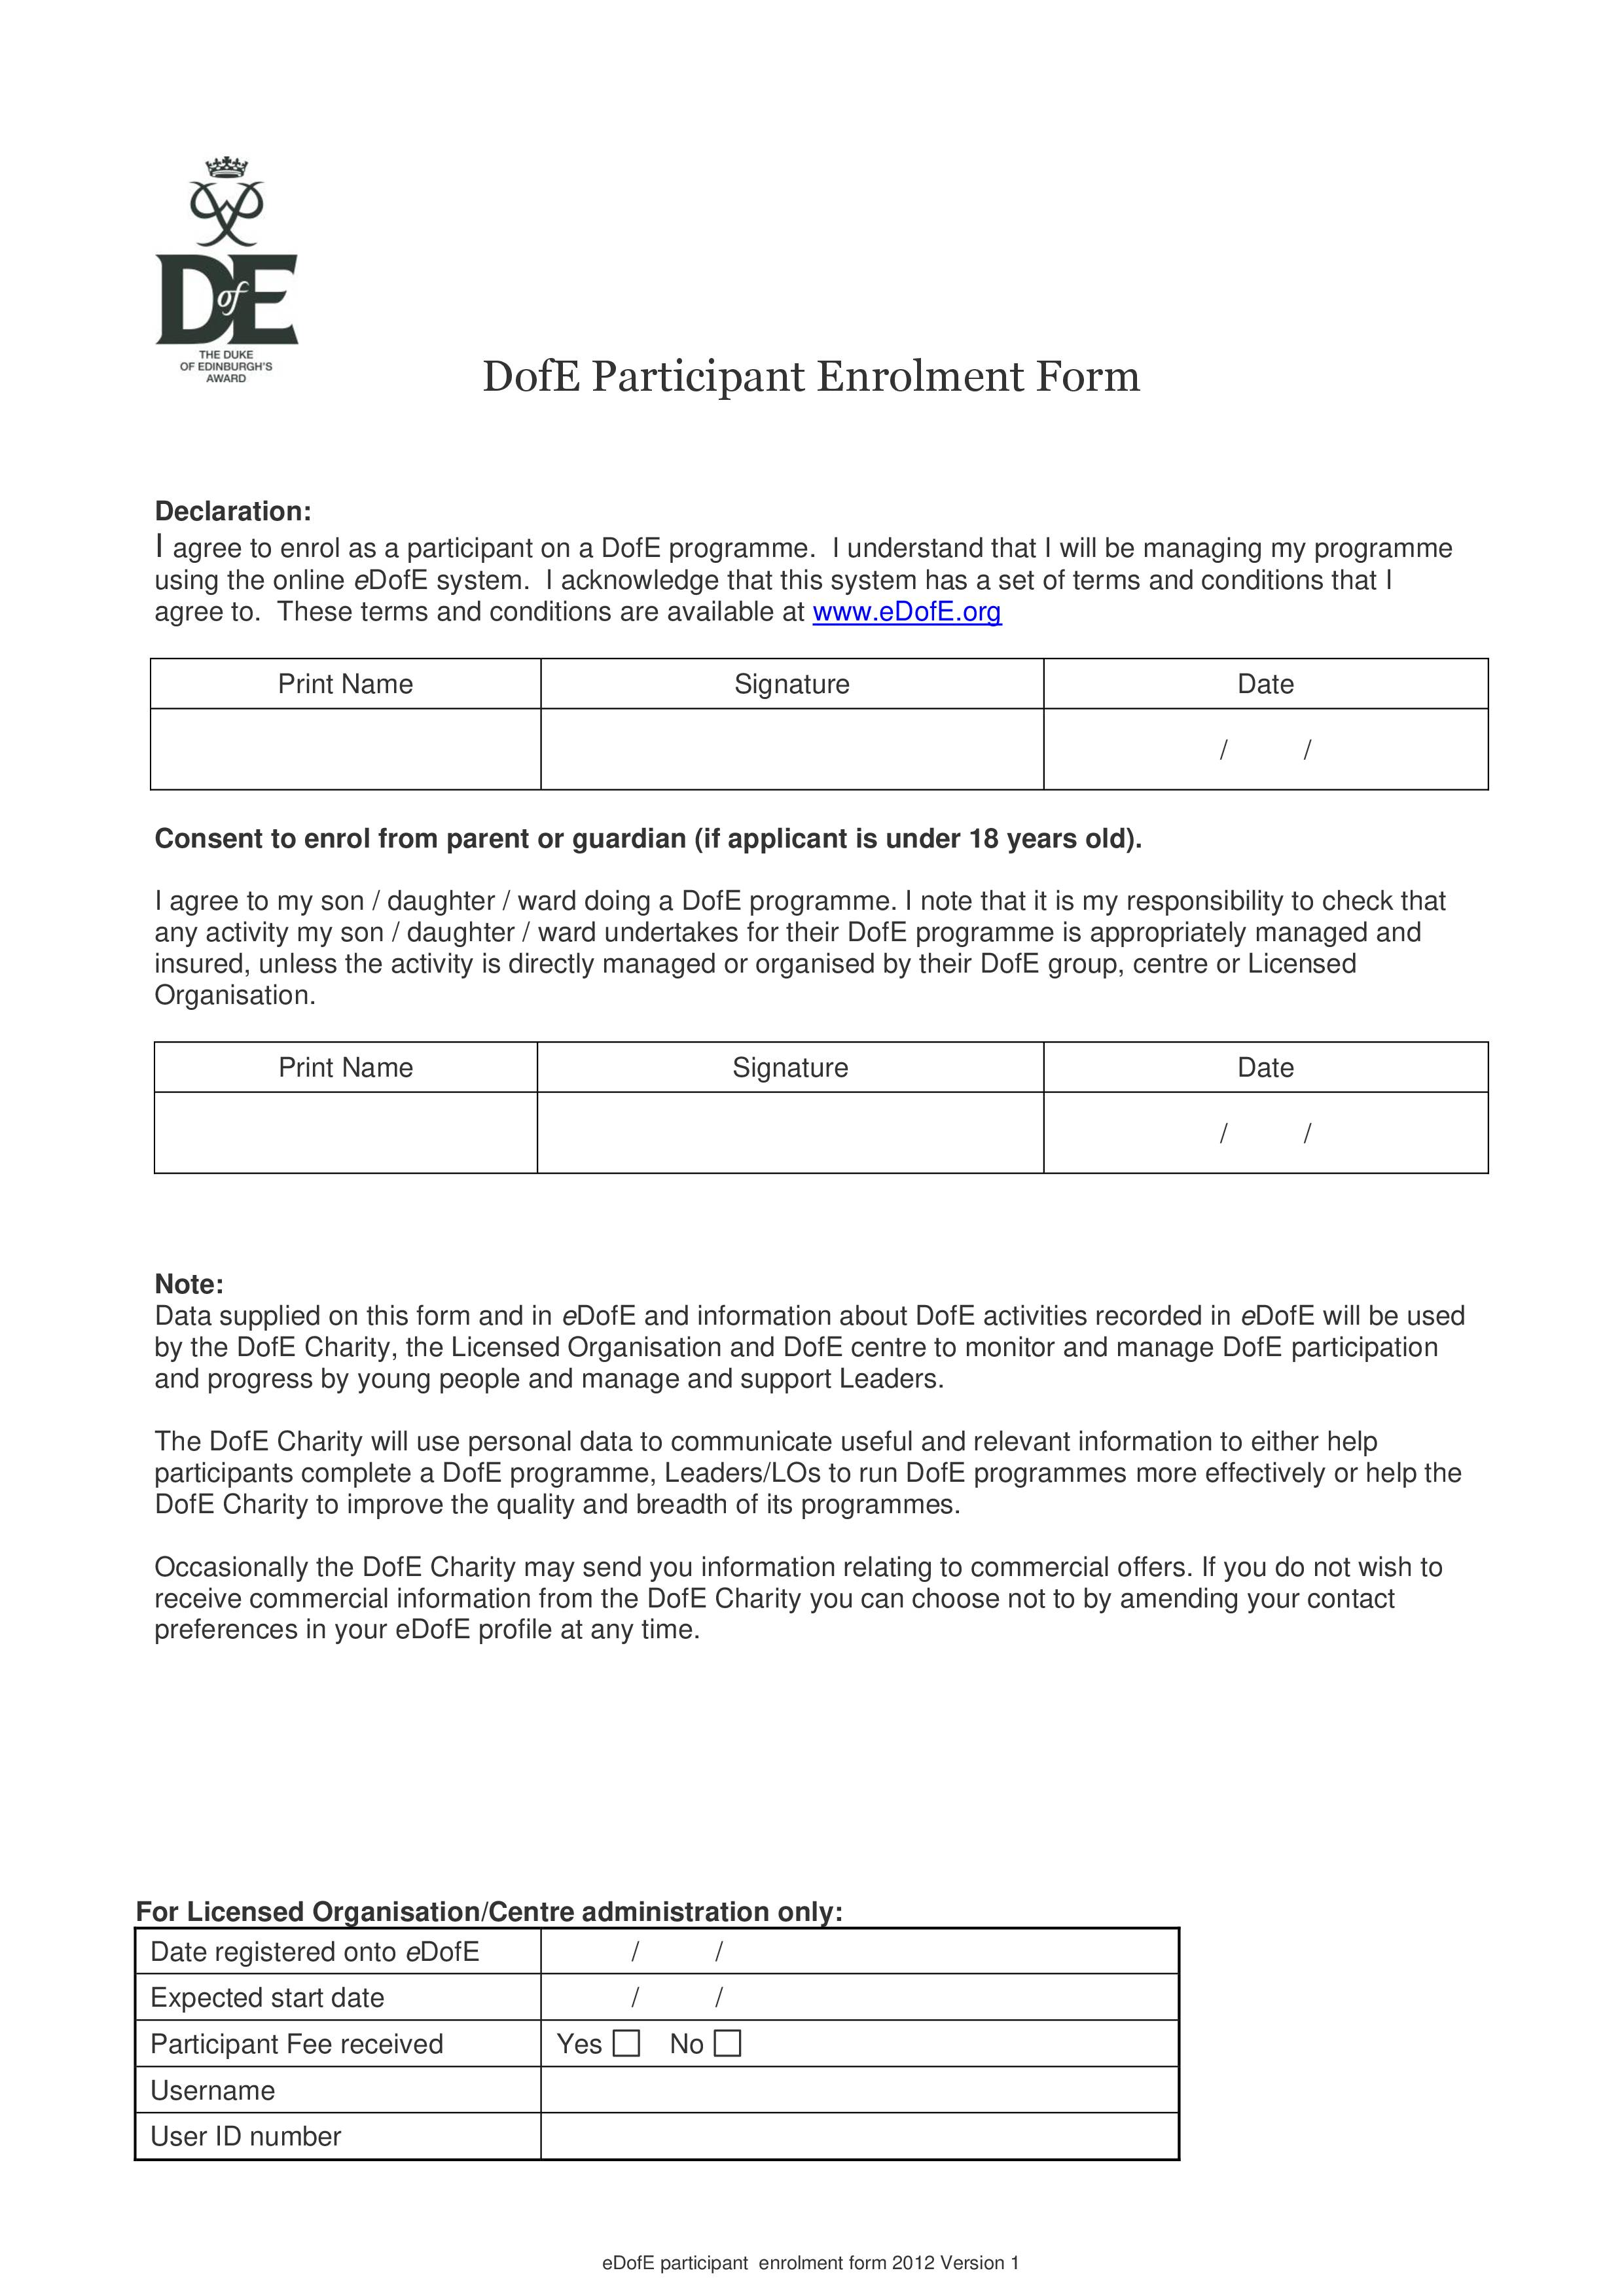 DofE
THE DUKE
OF EDINBURGH'S
AWARD
DofE Participant Enrolment Form
Declaration:
I agree to enrol as a participant on a DofE programme.  I understand that I will be managing my programme
using the online eDofE system.  I acknowledge that this system has a set of terms and conditions that I
agree to.  These terms and conditions are available at www.eDofE.org
Print Name Signature Date
/ /
Consent to enrol from parent or guardian (if applicant is under 18 years old).
I agree to my son / daughter / ward doing a DofE programme. I note that it is my responsibility to check that
any activity my son / daughter / ward undertakes for their DofE programme is appropriately managed and
insured, unless the activity is directly managed or organised by their DofE group, centre or Licensed
Organisation.
Print Name Signature Date
/ /
Note:
Data supplied on this form and in eDofE and information about DofE activities recorded in eDofE will be used
by the DofE Charity, the Licensed Organisation and DofE centre to monitor and manage DofE participation
and progress by young people and manage and support Leaders.
The DofE Charity will use personal data to communicate useful and relevant information to either help
participants complete a DofE programme, Leaders/LOs to run DofE programmes more effectively or help the
DofE Charity to improve the quality and breadth of its programmes.
Occasionally the DofE Charity may send you information relating to commercial offers. If you do not wish to
receive commercial information from the DofE Charity you can choose not to by amending your contact
preferences in your eDofE profile at any time.
For Licensed Organisation/Centre administration only:
Date registered onto eDofE / /
Expected start date / /
Participant Fee received Yes ☐ No ☐
Username
User ID number
eDofE participant  enrolment form 2012 Version 1